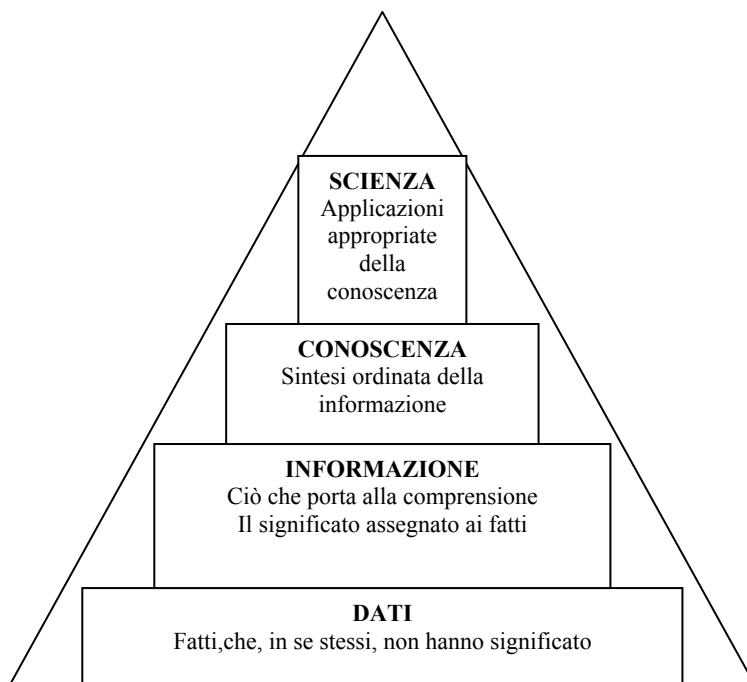 SCIENZA
Applicazioni
appropriate
della
conoscenza
CONOSCENZA
Sintesi ordinata della
informazione
INFORMAZIONE
Ciò che porta alla comprensione
Il significato assegnato ai fatti
DATI
Fatti,che, in se stessi, non hanno significato